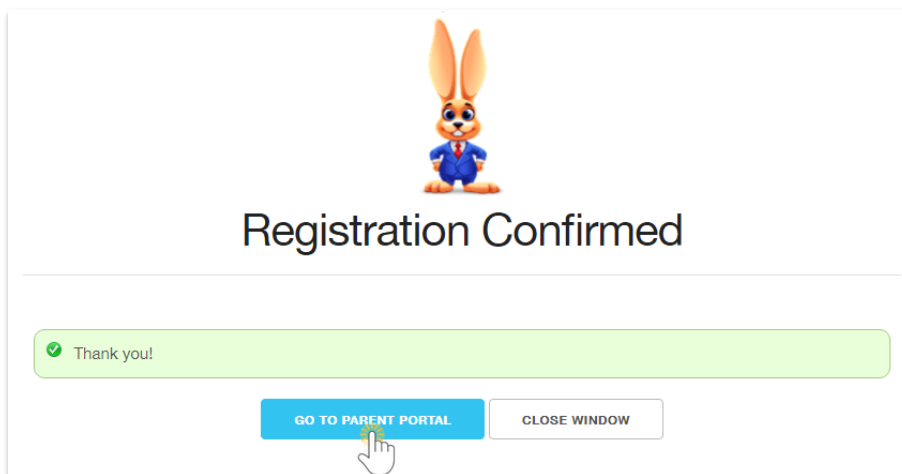 Registration Confirmed
Thank you!
GO TO PARENT PORTAL
CLOSE WINDOW